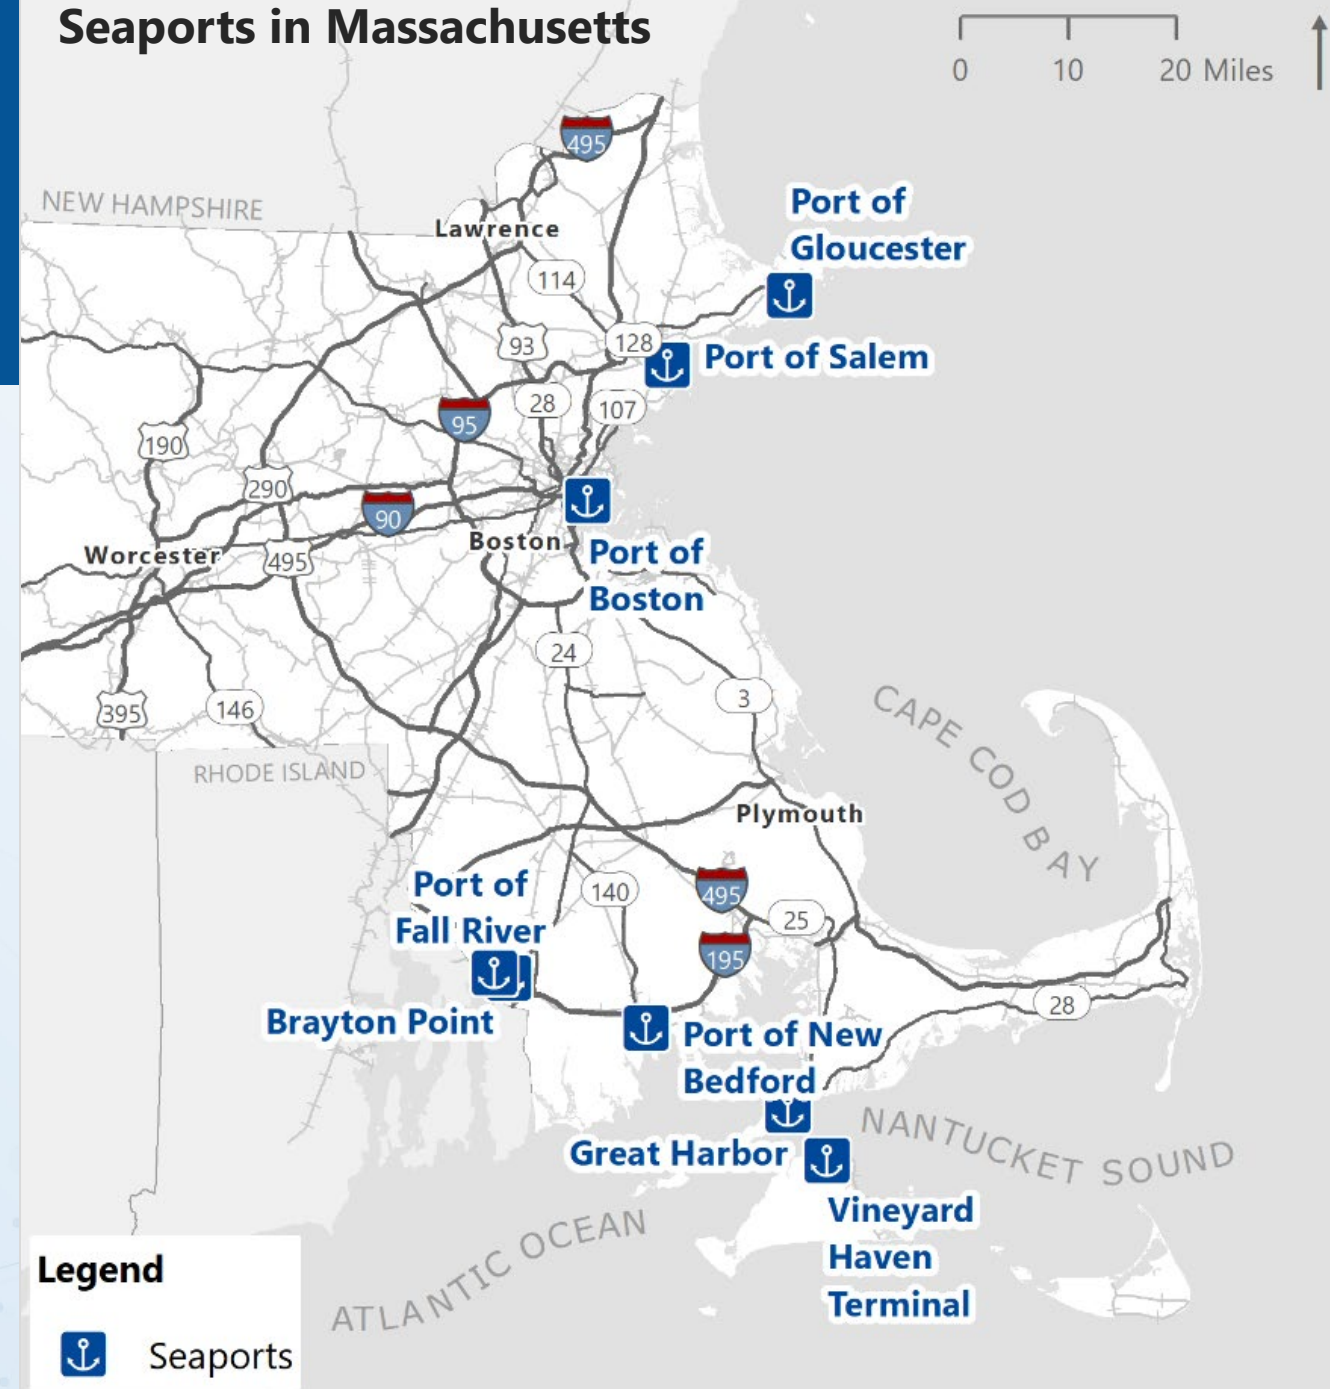 Seaports in Massachusetts
0 10 20 Miles
495
NEW HAMPSHIRE
Lawrence
Port of
Gloucester
114
93
128
Port of Salem
28
107
95
190
290
90
Boston
Port of
Boston
Worcester
495
24
3
395
146
CAPE COD BAY
RHODE ISLAND
Plymouth
Port of
Fall River
140
495
25
195
28
Brayton Point
Port of New
Bedford
NANTUCKET SOUND
Great Harbor
Vineyard
Haven
Terminal
ATLANTIC OCEAN
Legend
Seaports